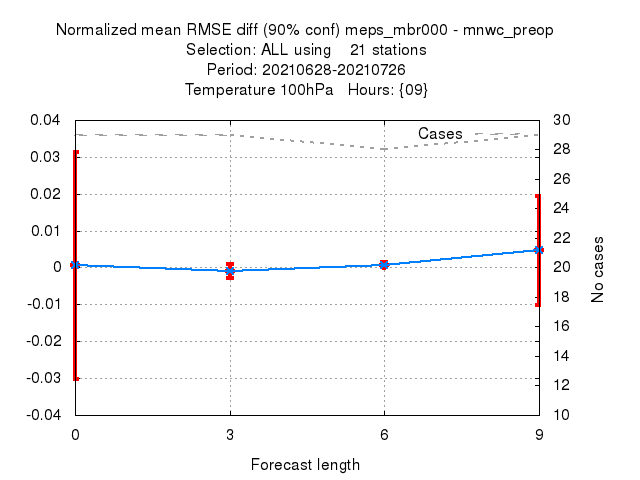 Normalized mean RMSE diff (90% conf) meps_mbr000 - mnwc_preop
Selection: ALL using 21 stations
Period: 20210628-20210726
Temperature 100hPa Hours: {09}
Cases
0.04
0.03
0.02
0.01
0
-0.01
-0.02
-0.03
-0.04
30
28
26
24
22
20
18
16
14
12
10
No cases
0 3 6 9
Forecast length